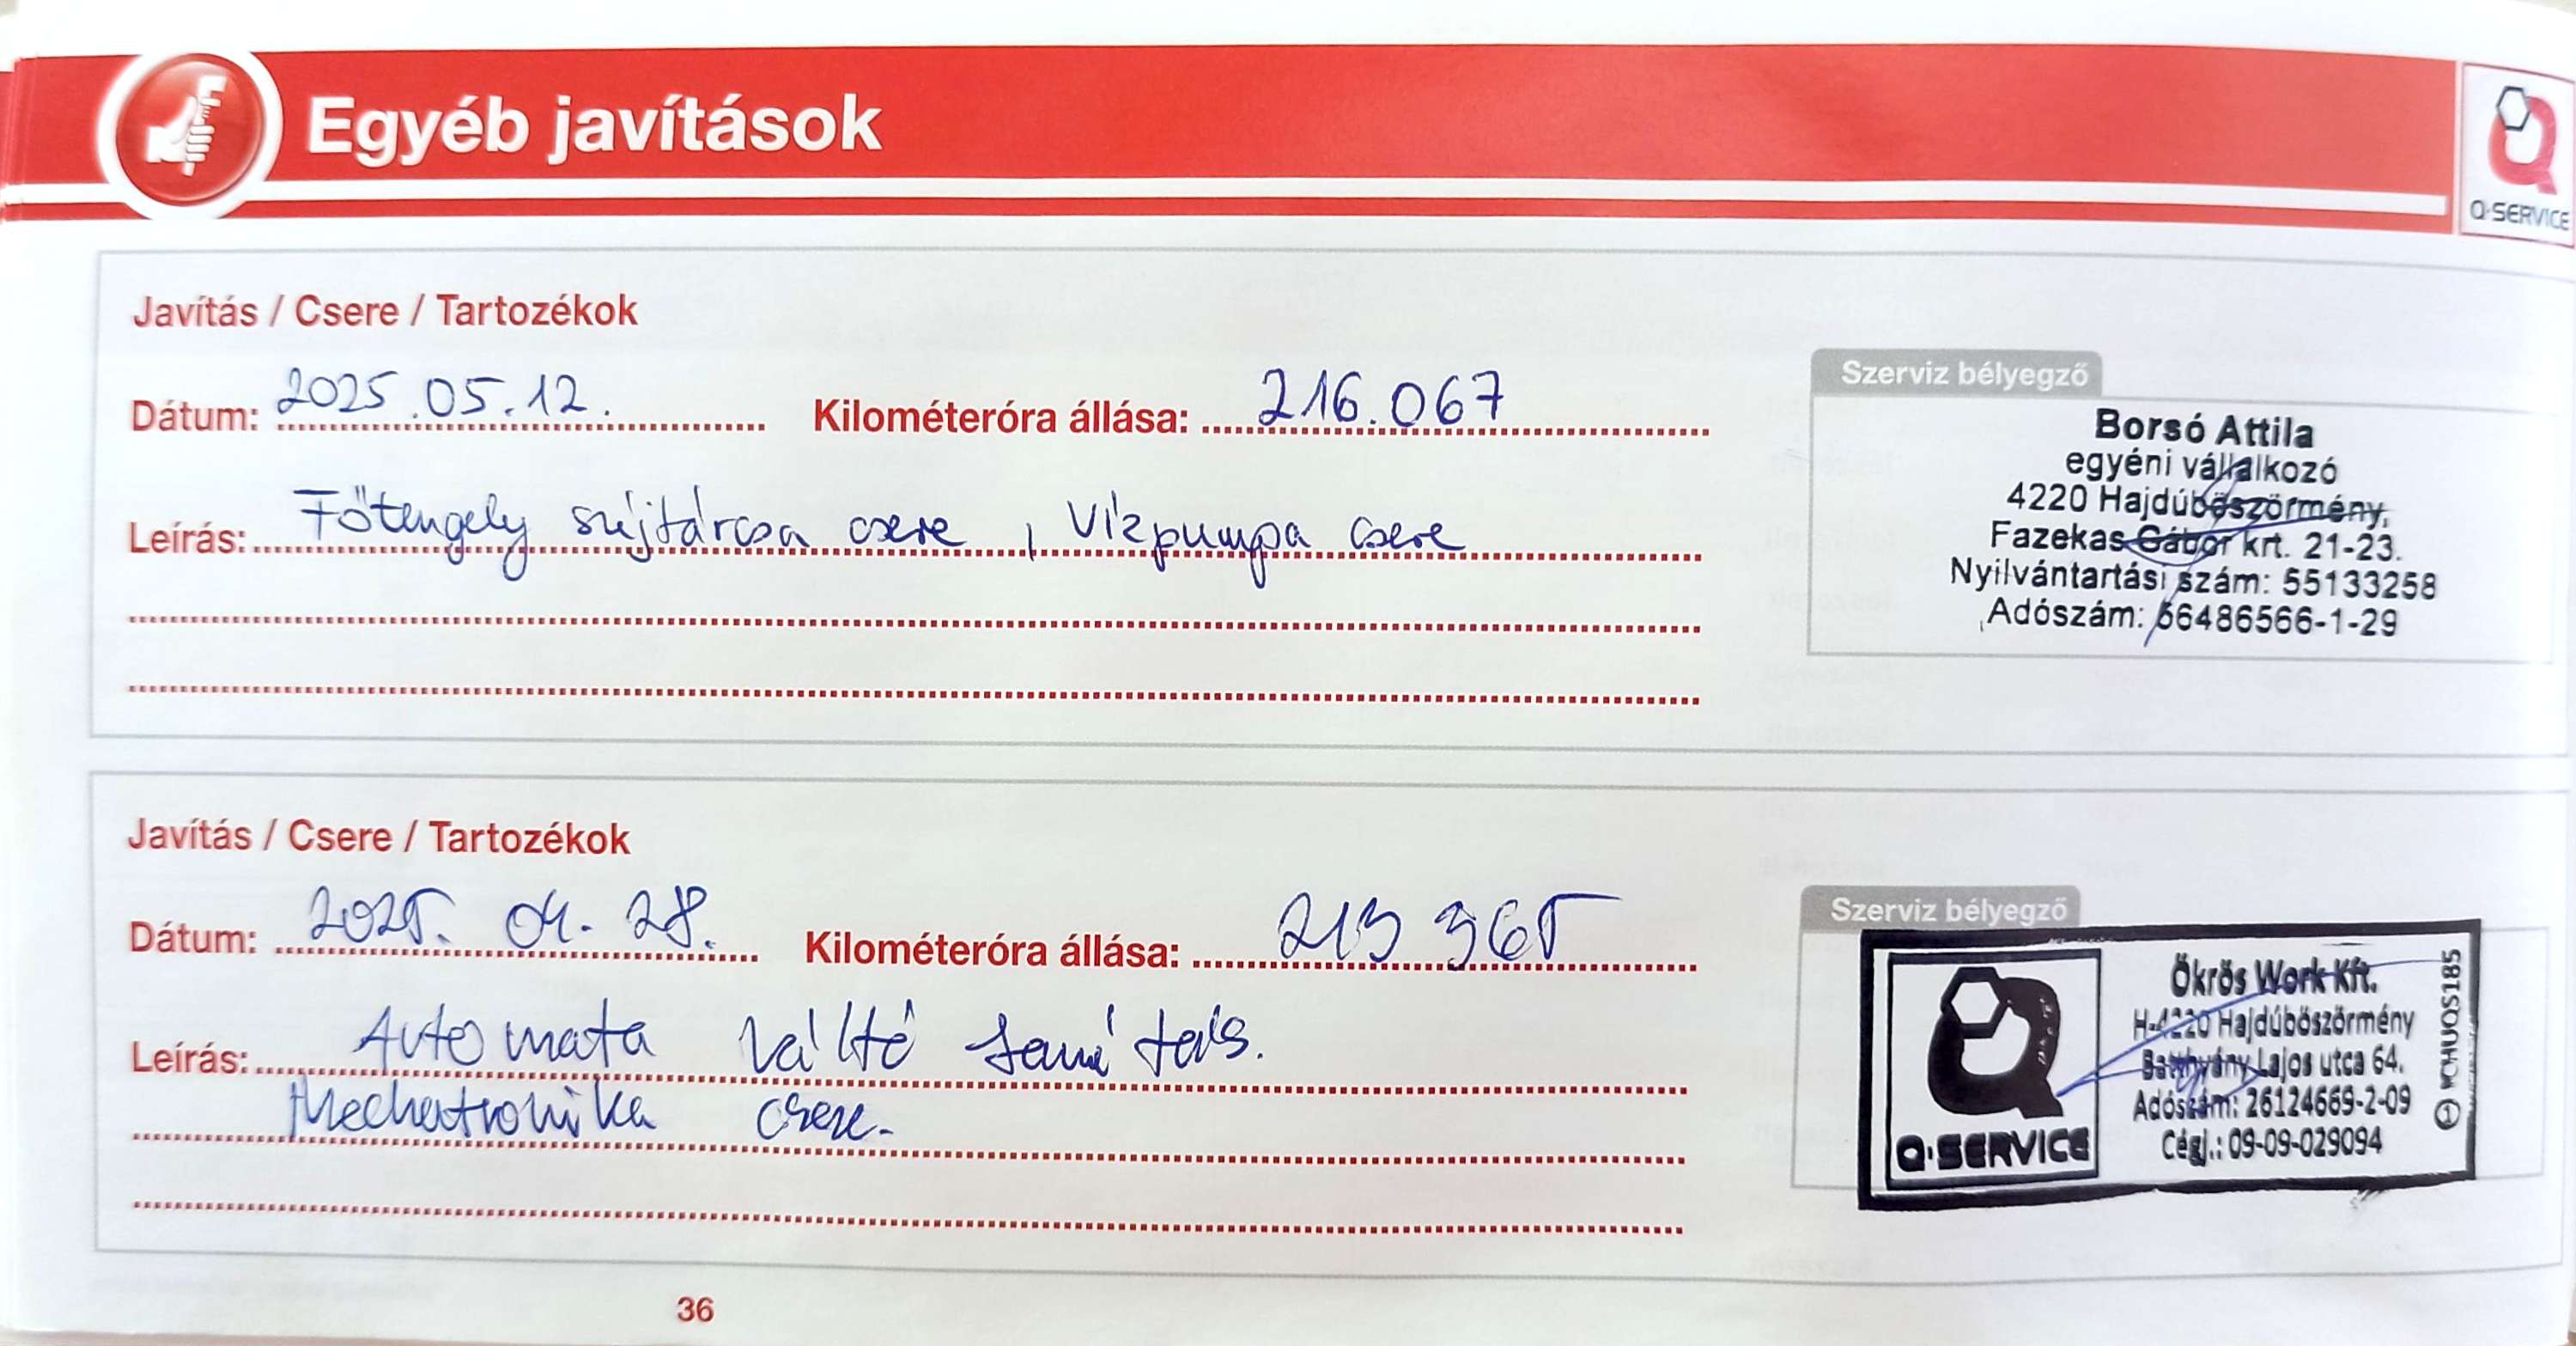 Egyéb javítások
Q-SERVICE
Javítás / Csere / Tartozékok
Dátum: 2025.05.12. Kilométeróra állása: 216.067
Leírás: Főtengely szíjtárcsa csere, Vízpumpa csere
Szerviz bélyegző
Borsó Attila
egyéni vállalkozó
4220 Hajdúböszörmény,
Fazekas Gábor krt. 21-23.
Nyilvántartási szám: 55133258
Adószám: 66486566-1-29
Javítás / Csere / Tartozékok
Dátum: 2025. 04. 28. Kilométeróra állása: 213 365
Leírás: Automata váltó javítás.
Mechatronika csere.
Szerviz bélyegző
Q-SERVICE
Ökrös Work Kft.
H-4220 Hajdúböszörmény
Batthyány Lajos utca 64.
Adószám: 26124669-2-09
Cégj.: 09-09-029094
36